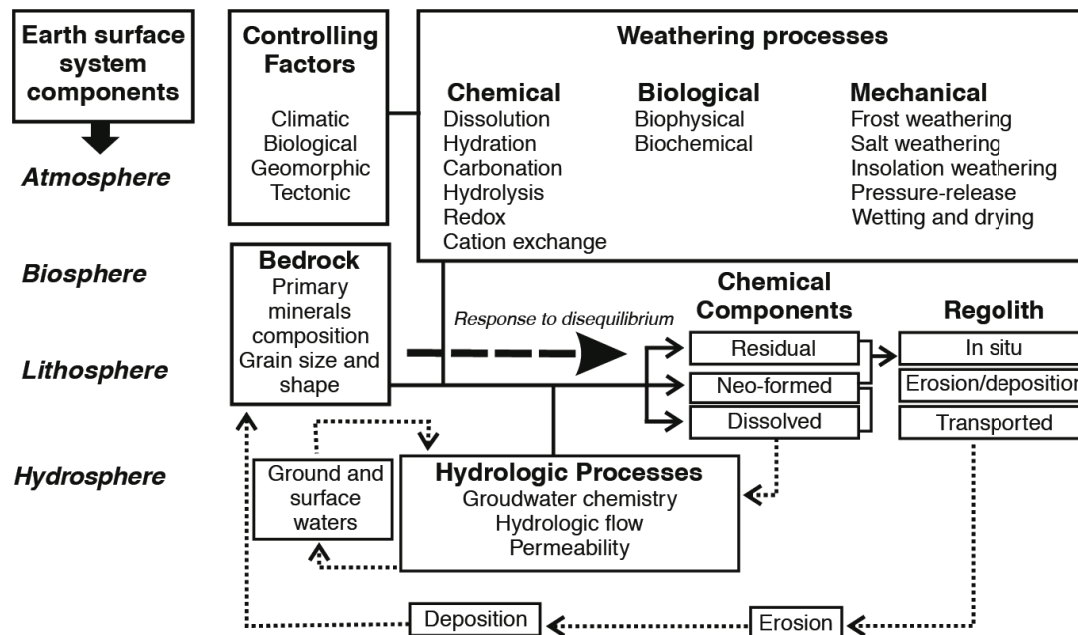 Earth surface
system
components
Atmosphere
Biosphere
Lithosphere
Hydrosphere
Controlling
Factors
Climatic
Biological
Geomorphic
Tectonic
Weathering processes
Chemical
Dissolution
Hydration
Carbonation
Hydrolysis
Redox
Cation exchange
Biological
Biophysical
Biochemical
Mechanical
Frost weathering
Salt weathering
Insolation weathering
Pressure-release
Wetting and drying
Bedrock
Primary
minerals
composition
Grain size and
shape
Response to disequilibrium
Chemical
Components
Residual
Neo-formed
Dissolved
Regolith
In situ
Erosion/deposition
Transported
Ground and
surface
waters
Hydrologic Processes
Groudwater chemistry
Hydrologic flow
Permeability
Deposition
Erosion